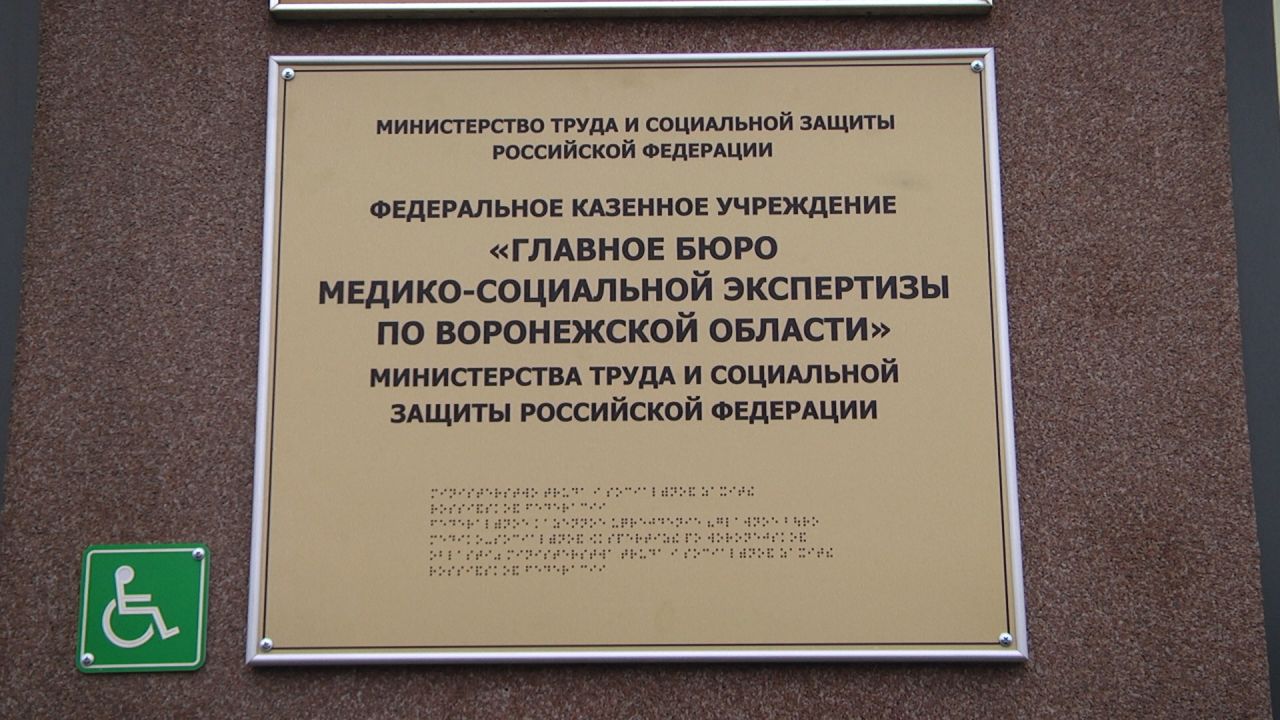 МИНИСТЕРСТВО ТРУДА И СОЦИАЛЬНОЙ ЗАЩИТЫ
РОССИЙСКОЙ ФЕДЕРАЦИИ
ФЕДЕРАЛЬНОЕ КАЗЕННОЕ УЧРЕЖДЕНИЕ
«ГЛАВНОЕ БЮРО
МЕДИКО-СОЦИАЛЬНОЙ ЭКСПЕРТИЗЫ
ПО ВОРОНЕЖСКОЙ ОБЛАСТИ»
МИНИСТЕРСТВА ТРУДА И СОЦИАЛЬНОЙ
ЗАЩИТЫ РОССИЙСКОЙ ФЕДЕРАЦИИ